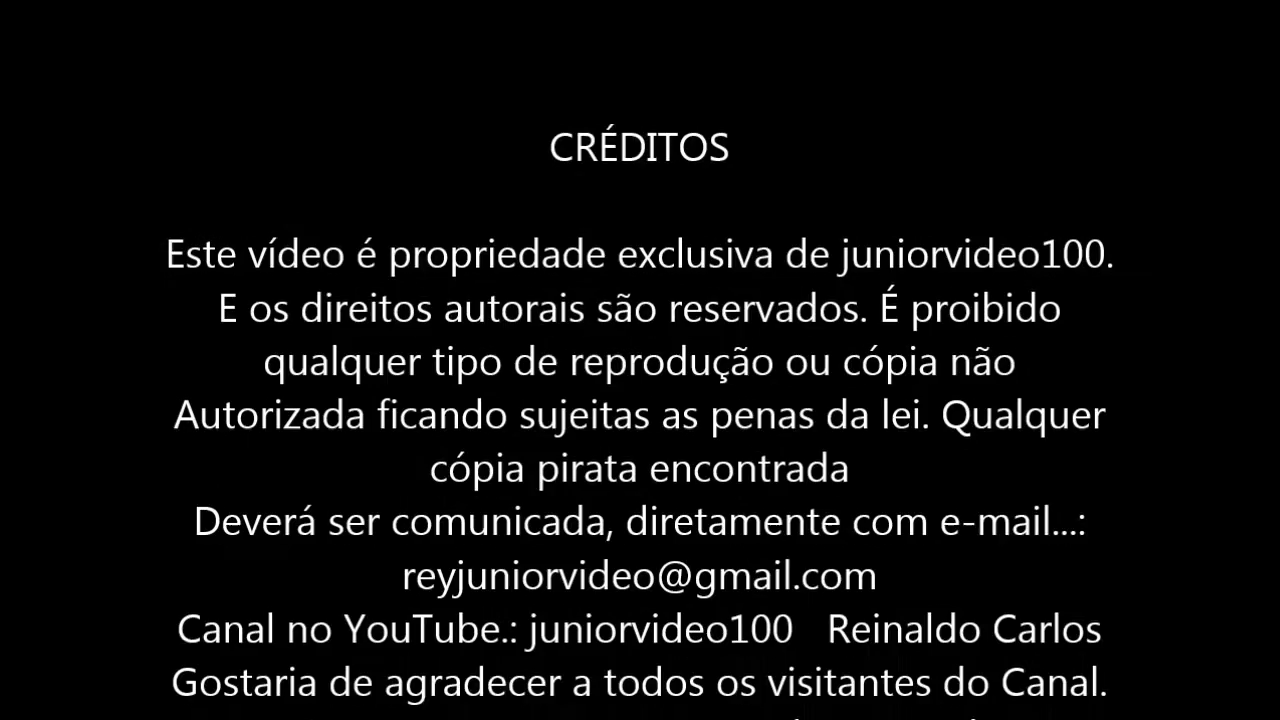 CRÉDITOS
Este vídeo é propriedade exclusiva de juniorvideo100.
E os direitos autorais são reservados. É proibido
qualquer tipo de reprodução ou cópia não
Autorizada ficando sujeitas as penas da lei. Qualquer
cópia pirata encontrada
Deverá ser comunicada, diretamente com e-mail...:
reyjuniorvideo@gmail.com
Canal no YouTube.: juniorvideo100   Reinaldo Carlos
Gostaria de agradecer a todos os visitantes do Canal.